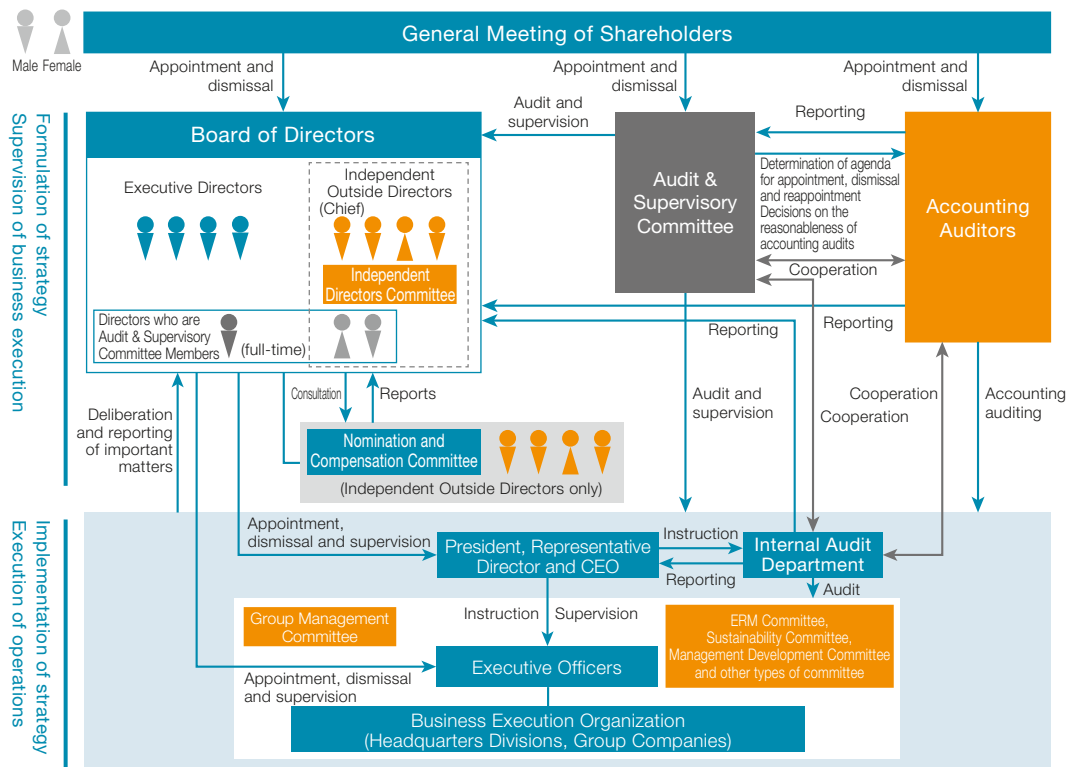 General Meeting of Shareholders
Male Female
Appointment and
dismissal
Appointment and
dismissal
Appointment and
dismissal
Formulation of strategy
Supervision of business execution
Board of Directors
Audit and
supervision
Audit &
Supervisory
Committee
Reporting
Determination of agenda
for appointment, dismissal
and reappointment
Decisions on the
reasonableness of
accounting audits
Cooperation
Accounting
Auditors
Executive Directors
Independent
Outside Directors
(Chief)
Independent
Directors Committee
Directors who are
Audit & Supervisory
Committee Members
(full-time)
Reporting
Reporting
Deliberation
and reporting
of important
matters
Consultation
Reports
Audit and
supervision
Cooperation
Cooperation
Accounting
auditing
Nomination and
Compensation Committee
(Independent Outside Directors only)
Implementation of strategy
Execution of operations
Appointment,
dismissal and supervision
President, Representative
Director and CEO
Instruction
Reporting
Internal Audit
Department
Audit
Group Management
Committee
Instruction
Supervision
ERM Committee,
Sustainability Committee,
Management Development Committee
and other types of committee
Executive Officers
Appointment, dismissal
and supervision
Business Execution Organization
(Headquarters Divisions, Group Companies)